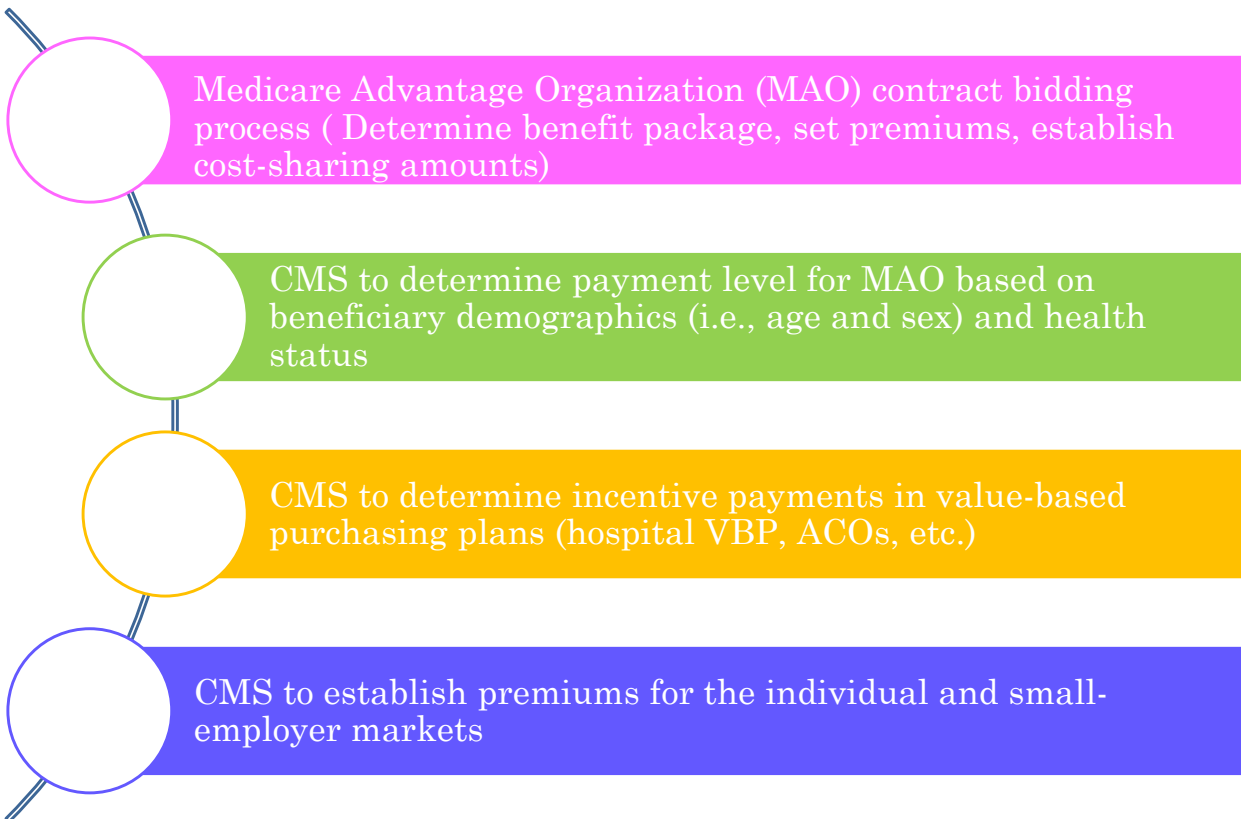 Medicare Advantage Organization (MAO) contract bidding
process ( Determine benefit package, set premiums, establish
cost-sharing amounts)
CMS to determine payment level for MAO based on
beneficiary demographics (i.e., age and sex) and health
status
CMS to determine incentive payments in value-based
purchasing plans (hospital VBP, ACOs, etc.)
CMS to establish premiums for the individual and small-
employer markets